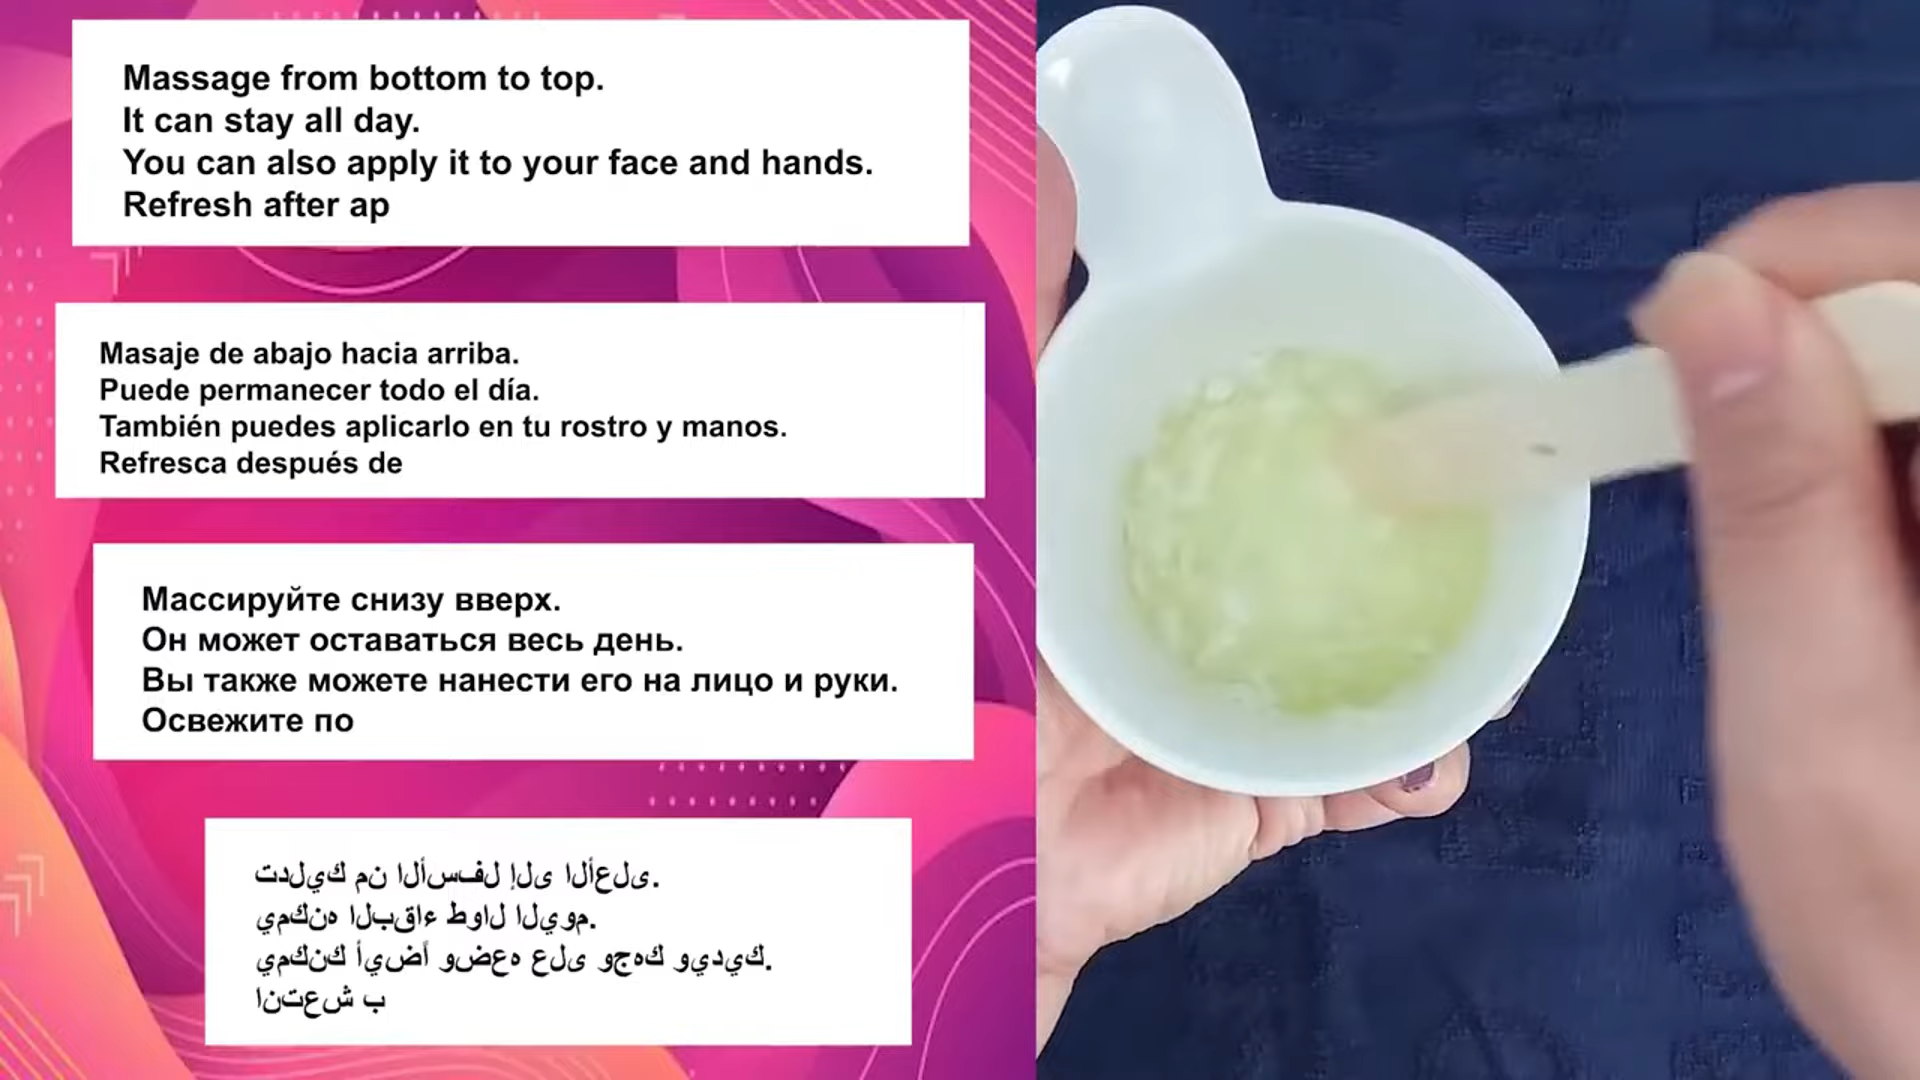 Massage from bottom to top.
It can stay all day.
You can also apply it to your face and hands.
Refresh after ap
Masaje de abajo hacia arriba.
Puede permanecer todo el día.
También puedes aplicarlo en tu rostro y manos.
Refresca después de
Массируйте снизу вверх.
Он может оставаться весь день.
Вы также можете нанести его на лицо и руки.
Освежите по
تدليك من الأسفل إلى الأعلى.
يمكنه البقاء طوال اليوم.
يمكنك أيضًا وضعه على وجهك ويديك.
انتعش ب